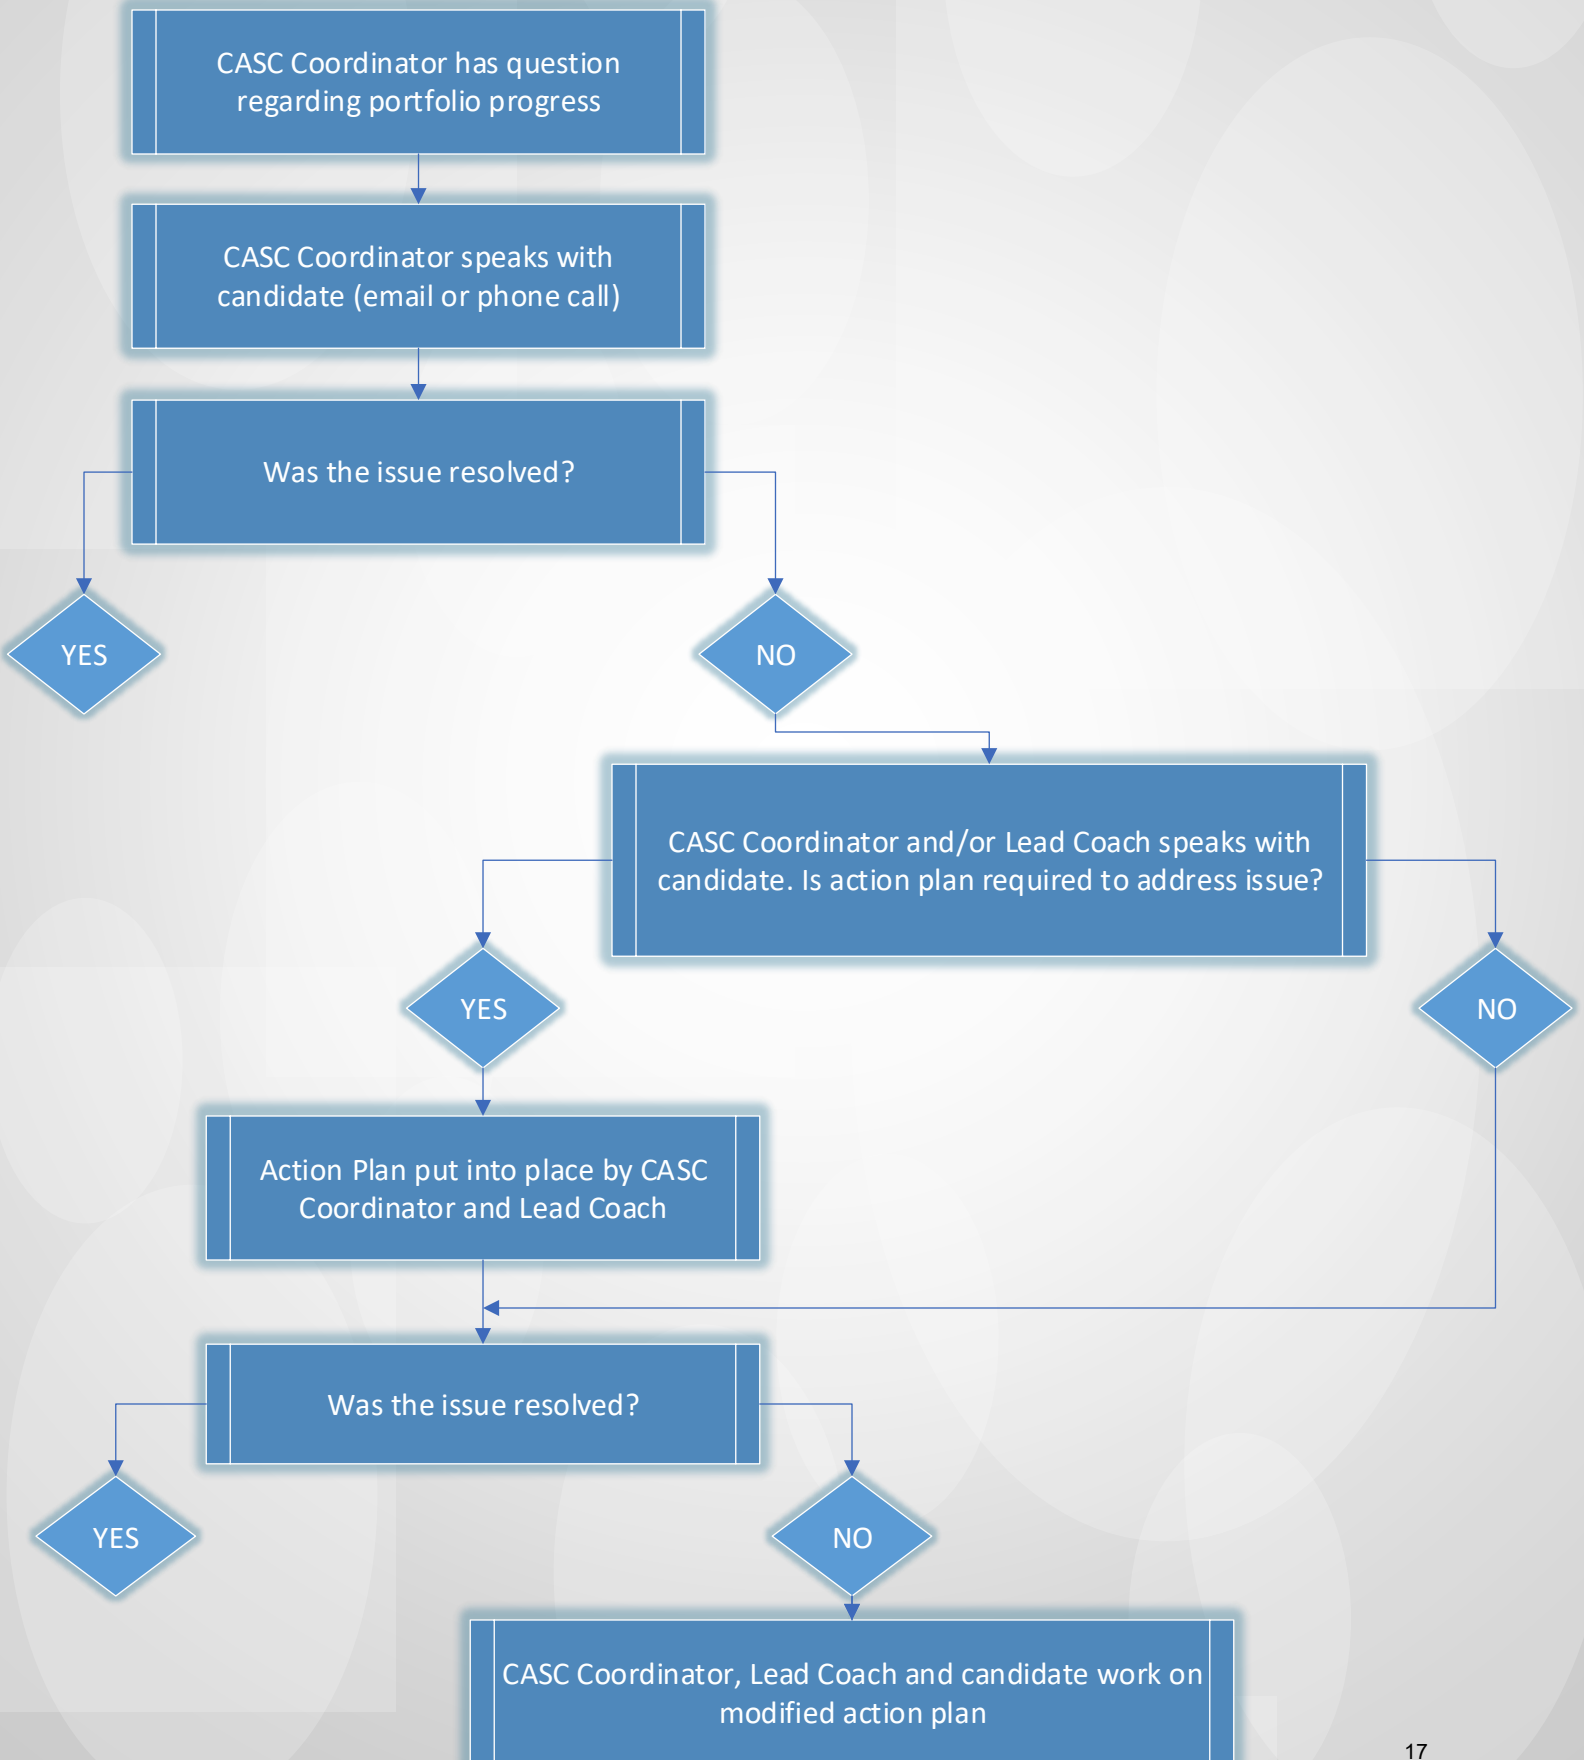 CASC Coordinator has question
regarding portfolio progress
CASC Coordinator speaks with
candidate (email or phone call)
Was the issue resolved?
YES
NO
CASC Coordinator and/or Lead Coach speaks with
candidate. Is action plan required to address issue?
YES
NO
Action Plan put into place by CASC
Coordinator and Lead Coach
Was the issue resolved?
YES
NO
CASC Coordinator, Lead Coach and candidate work on
modified action plan
17